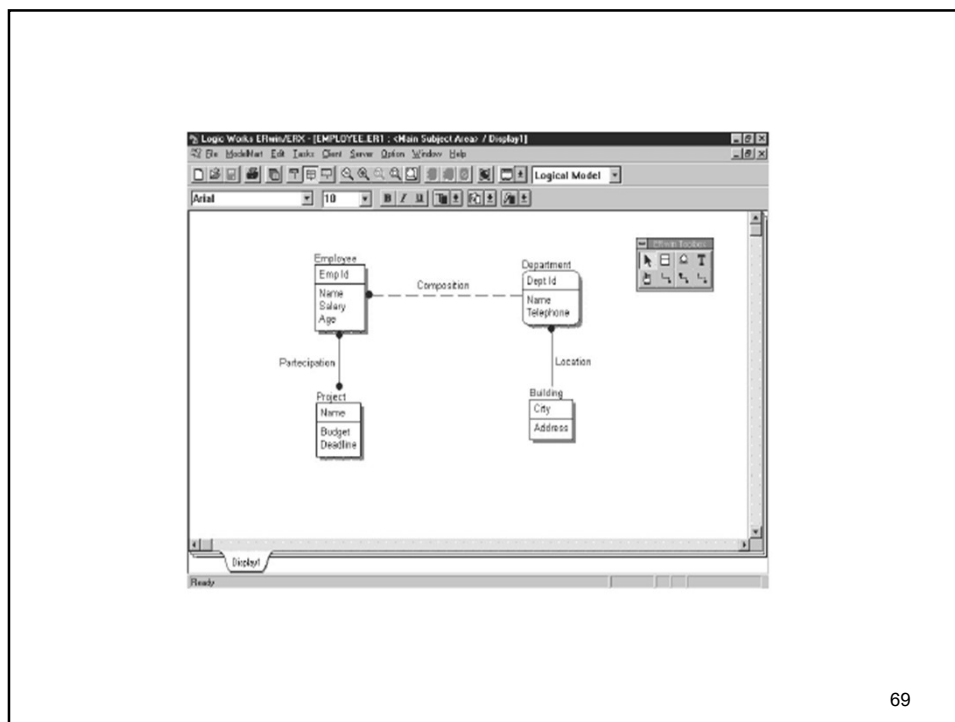 Logic Works ERwin/ERX - [EMPLOYEE.ER1 : <Main Subject Area> / Display1]
File ModelMart Edit Tasks Client Server Option Window Help
Logical Model
Arial 10 B I U
ERwin Toolbox
T
Employee
Emp Id
Name
Salary
Age
Composition
Department
Dept Id
Name
Telephone
Partecipation
Location
Project
Name
Budget
Deadline
Building
City
Address
Display1
Ready
69